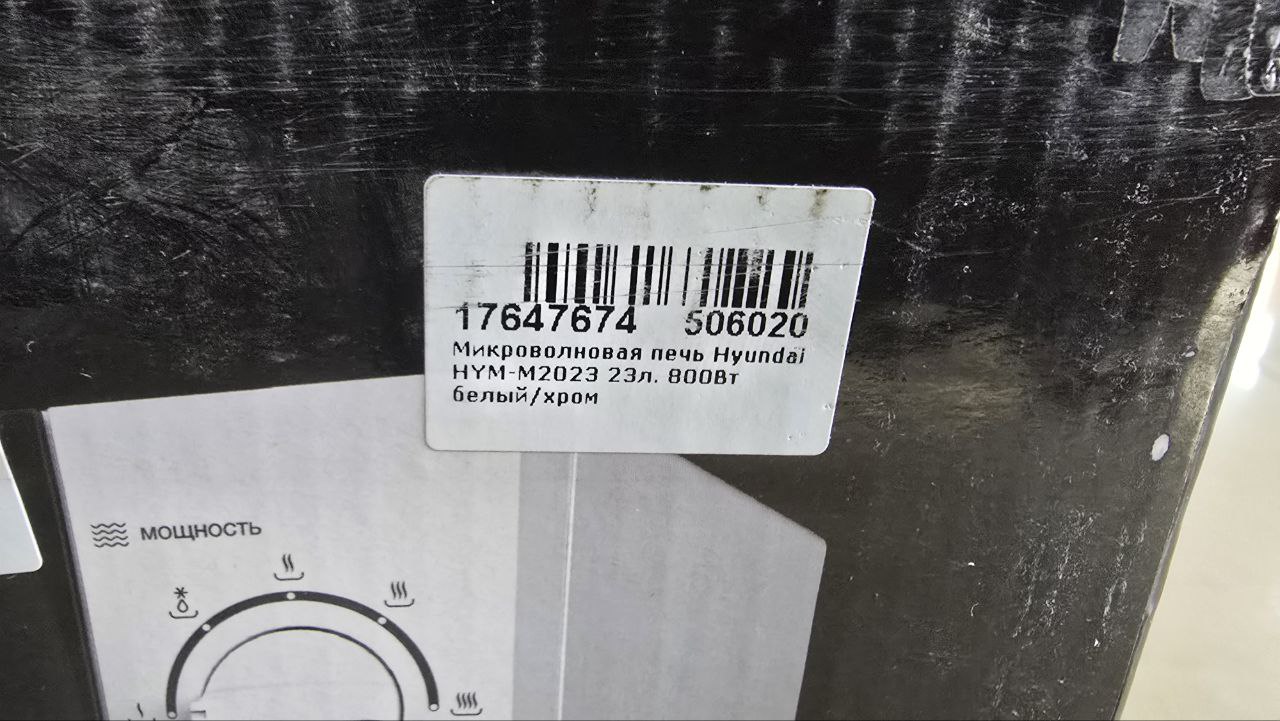 17647674 506020
Микроволновая печь Hyundai
HYM-M2023 23л. 800Вт
белый/хром
МОЩНОСТЬ